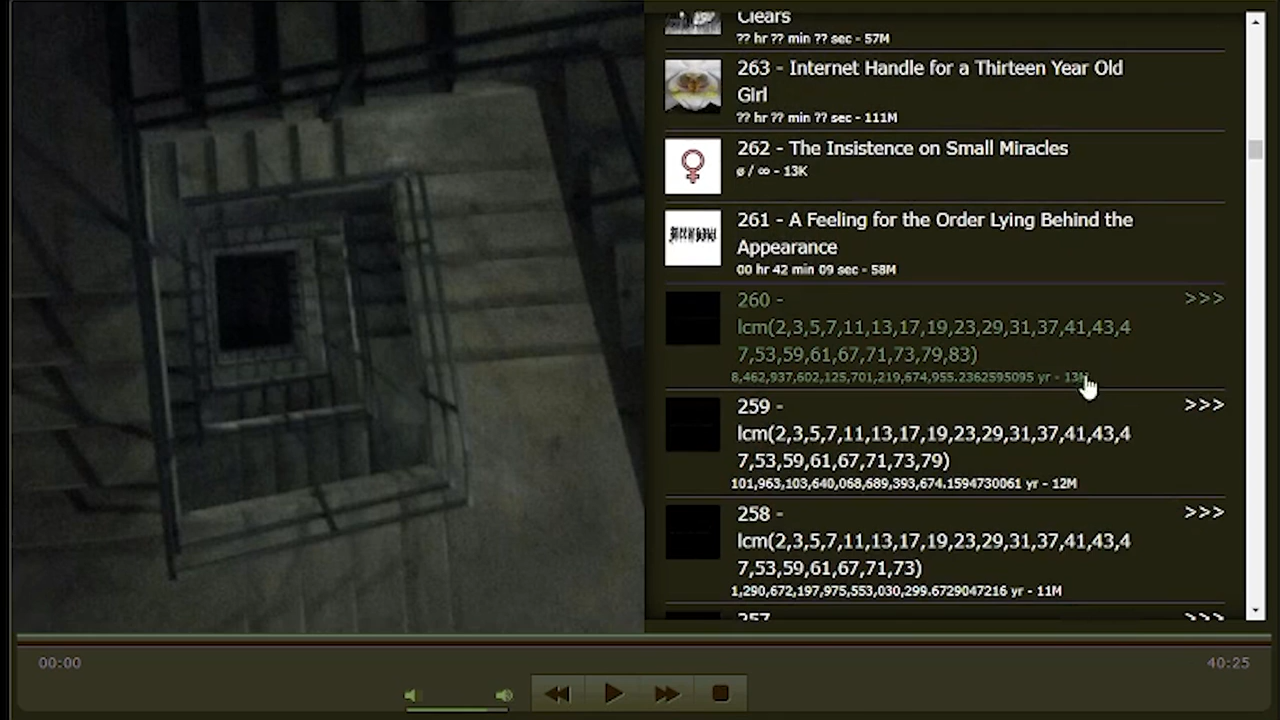 Clears
?? hr ?? min ?? sec - 57M
263 - Internet Handle for a Thirteen Year Old
Girl
?? hr ?? min ?? sec - 111M
262 - The Insistence on Small Miracles
ø / ∞ - 13K
261 - A Feeling for the Order Lying Behind the
Appearance
00 hr 42 min 09 sec - 58M
260 - >>>
lcm(2,3,5,7,11,13,17,19,23,29,31,37,41,43,4
7,53,59,61,67,71,73,79,83)
8,462,937,602,125,701,219,674,955.2362595095 yr - 13M
259 - >>>
lcm(2,3,5,7,11,13,17,19,23,29,31,37,41,43,4
7,53,59,61,67,71,73,79)
101,963,103,640,068,689,393,674.1594730061 yr - 12M
258 - >>>
lcm(2,3,5,7,11,13,17,19,23,29,31,37,41,43,4
7,53,59,61,67,71,73)
1,290,672,197,975,553,030,299.6729047216 yr - 11M
257 >>>
00:00 40:25